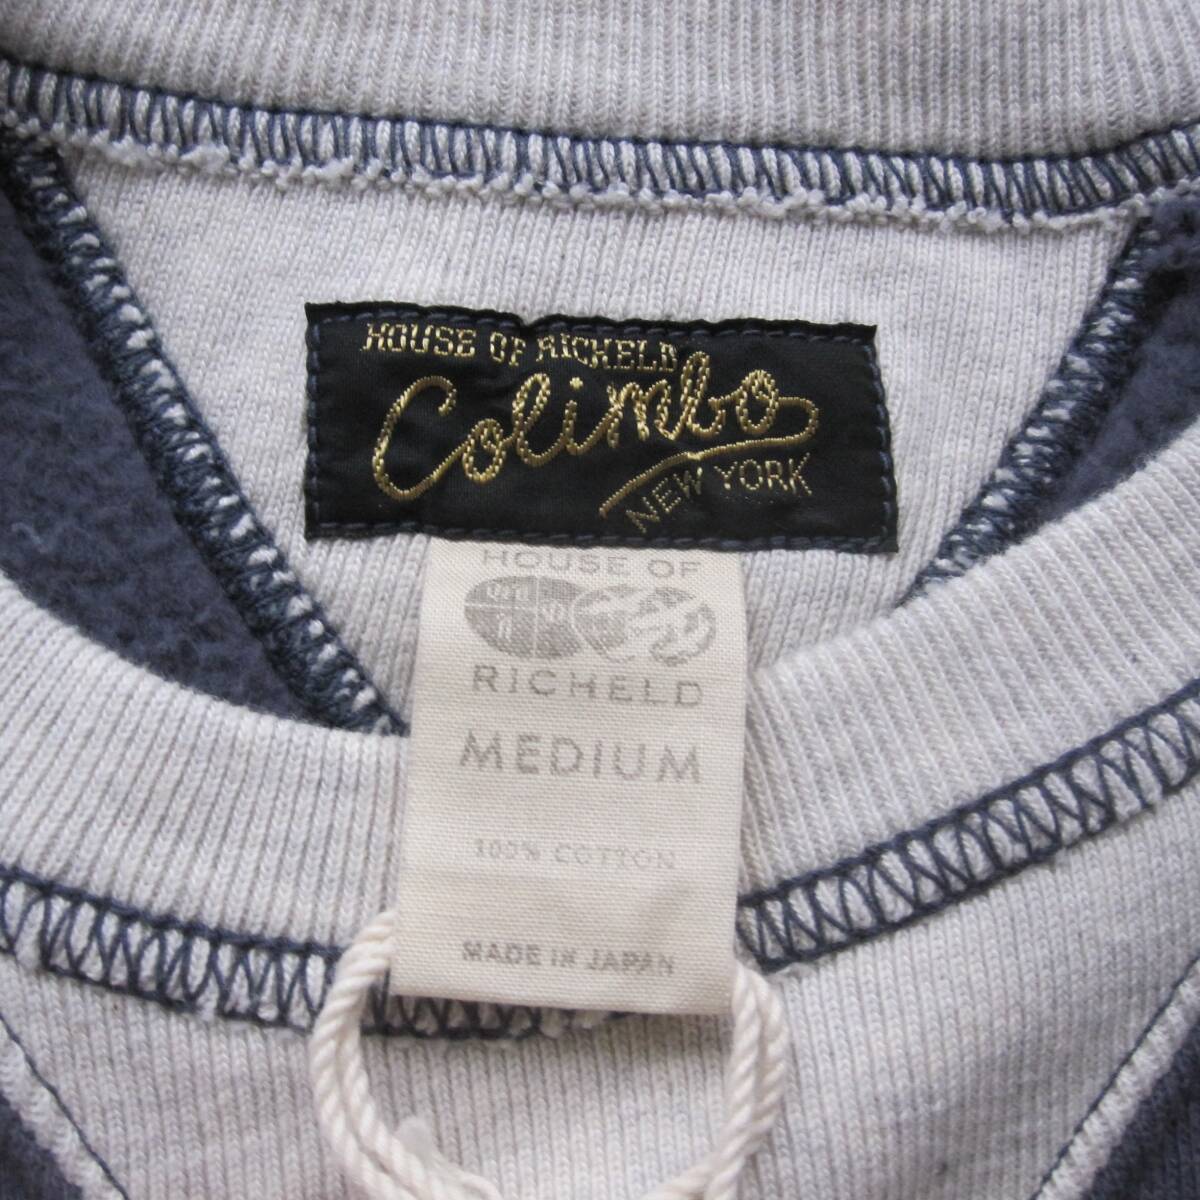 HOUSE OF RICHELD
Colimbo
NEW YORK
HOUSE OF
RICHELD
MEDIUM
100% COTTON
MADE IN JAPAN